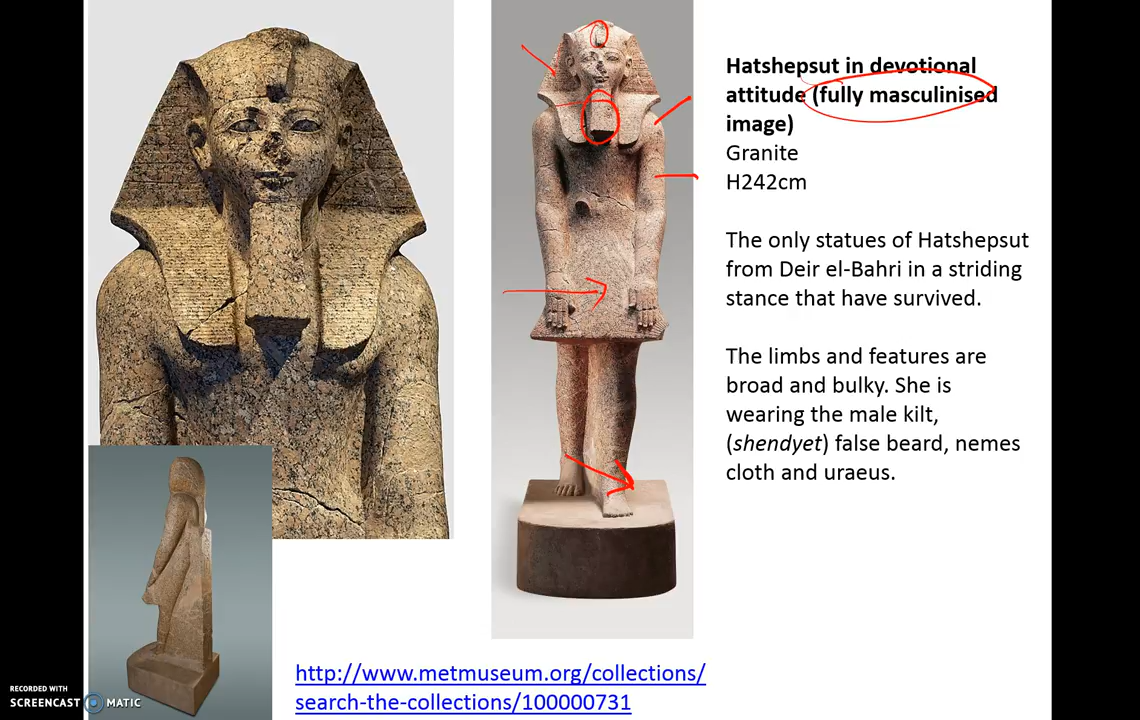 Hatshepsut in devotional
attitude (fully masculinised
image)
Granite
H242cm
The only statues of Hatshepsut
from Deir el-Bahri in a striding
stance that have survived.
The limbs and features are
broad and bulky. She is
wearing the male kilt,
(shendyet) false beard, nemes
cloth and uraeus.
http://www.metmuseum.org/collections/
search-the-collections/100000731
RECORDED WITH
SCREENCAST MATIC